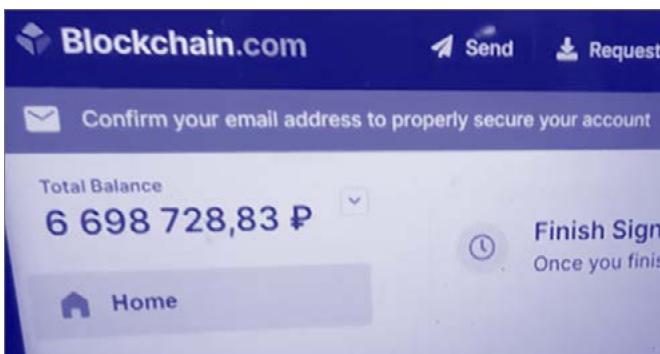 Blockchain.com
Send
Request
Confirm your email address to properly secure your account
Total Balance
6 698 728,83 ₽
Finish Sign
Once you finis
Home